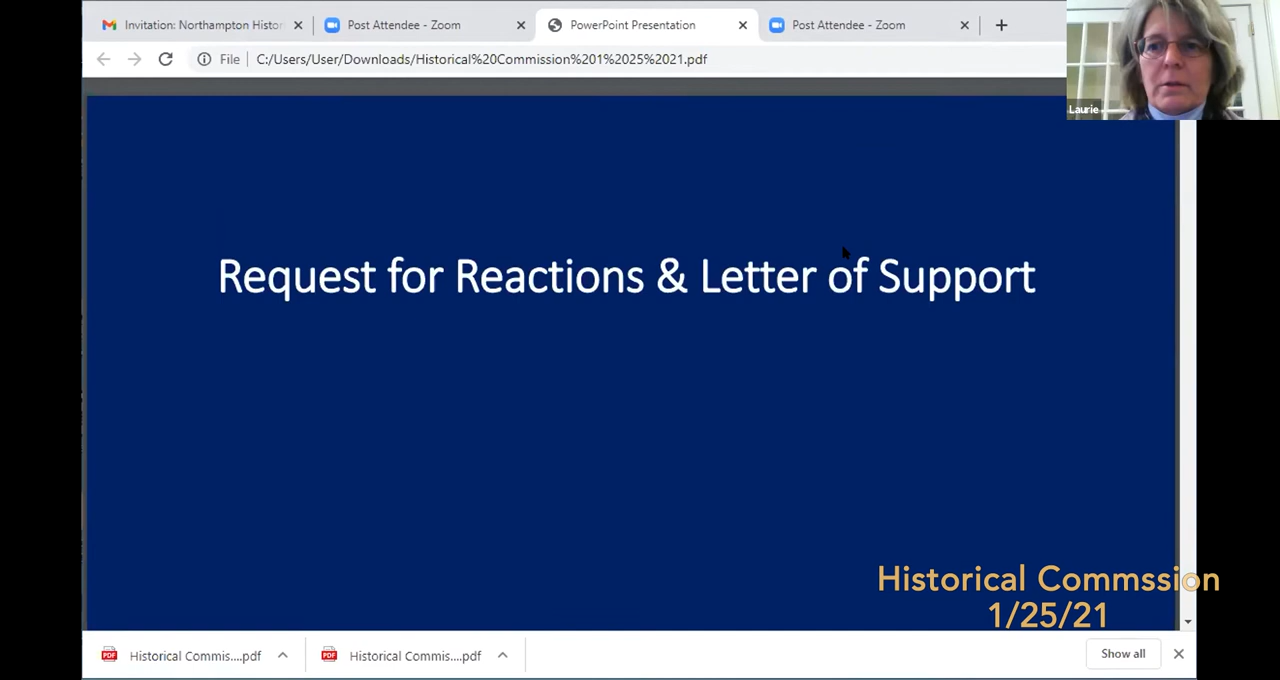 Invitation: Northampton Histor
Post Attendee - Zoom
PowerPoint Presentation
Post Attendee - Zoom
File
C:/Users/User/Downloads/Historical%20Commission%201%2025%2021.pdf
Laurie
Request for Reactions & Letter of Support
Historical Commssion
1/25/21
PDF
Historical Commis....pdf
PDF
Historical Commis....pdf
Show all